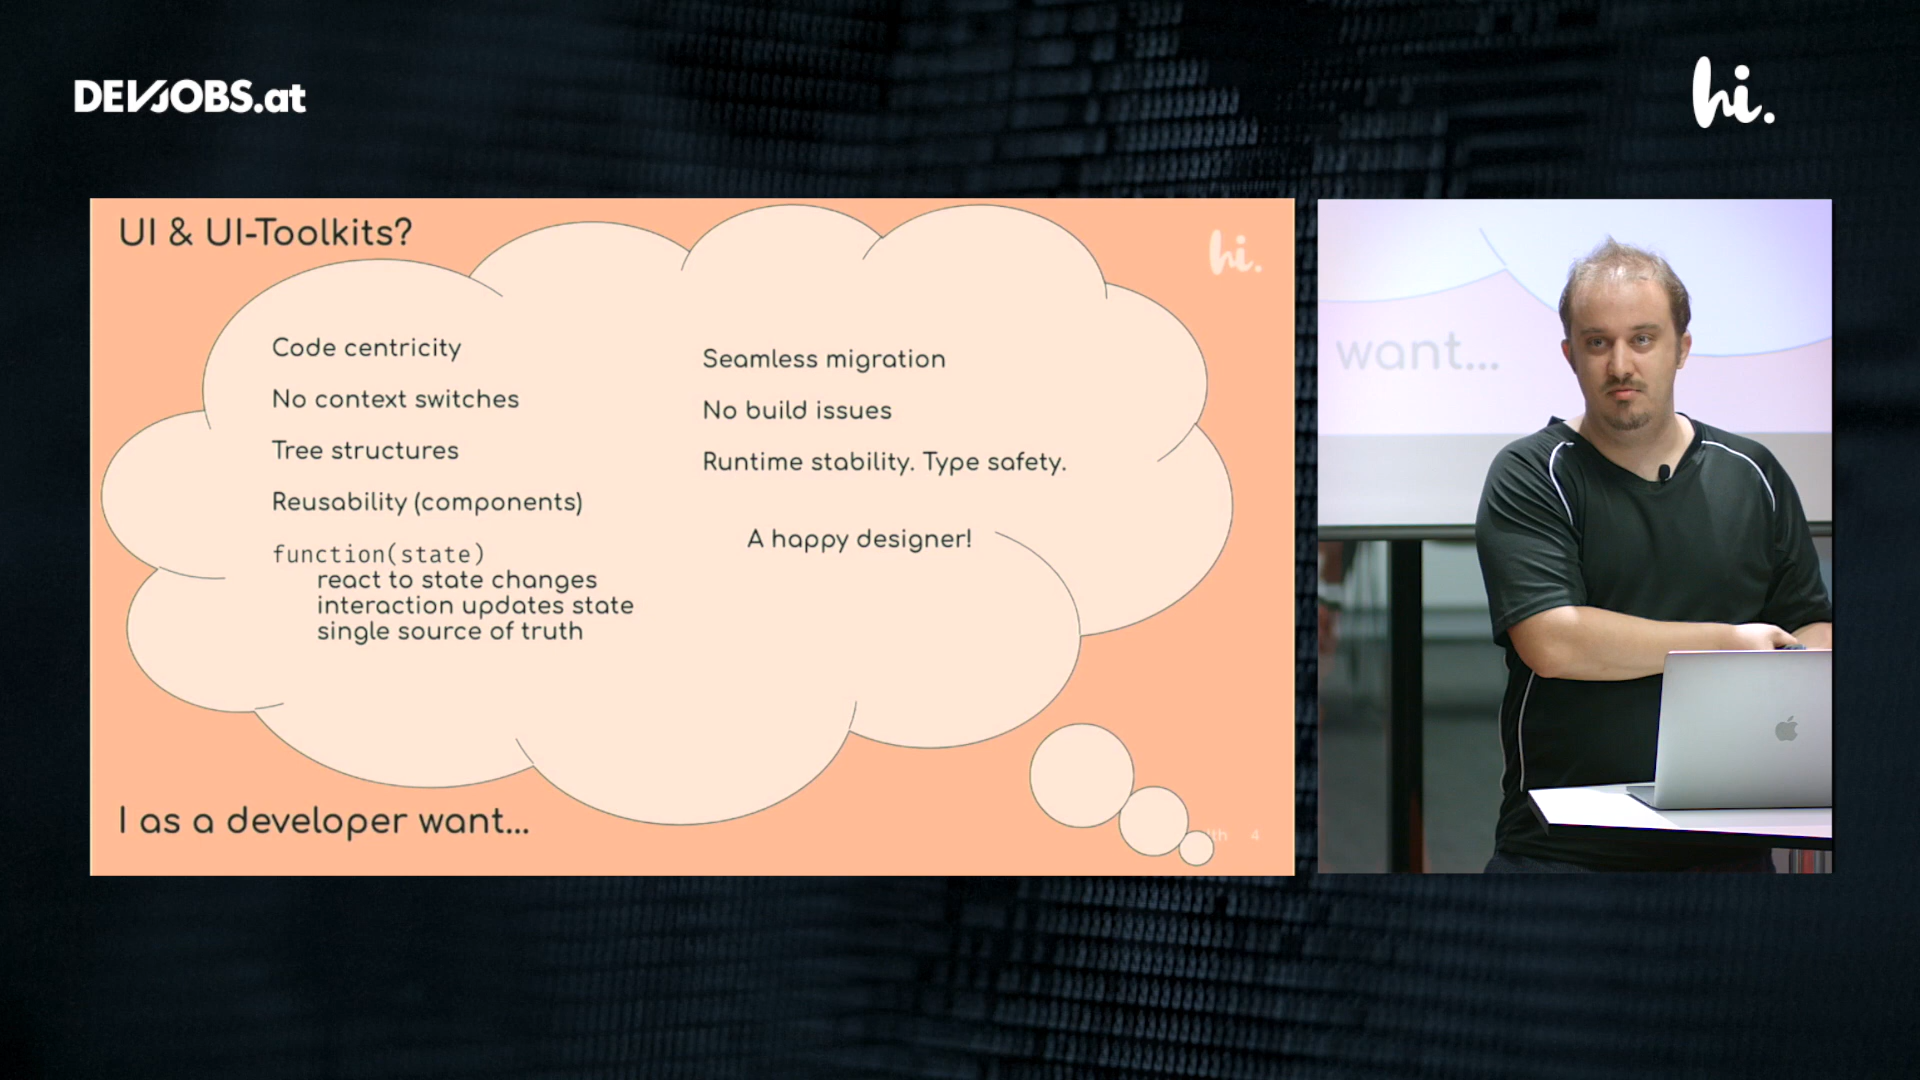 DEVJOBS.at
hi.
UI & UI-Toolkits?
hi.
Code centricity
No context switches
Tree structures
Reusability (components)
function(state)
react to state changes
interaction updates state
single source of truth
Seamless migration
No build issues
Runtime stability. Type safety.
A happy designer!
I as a developer want...
4
want...